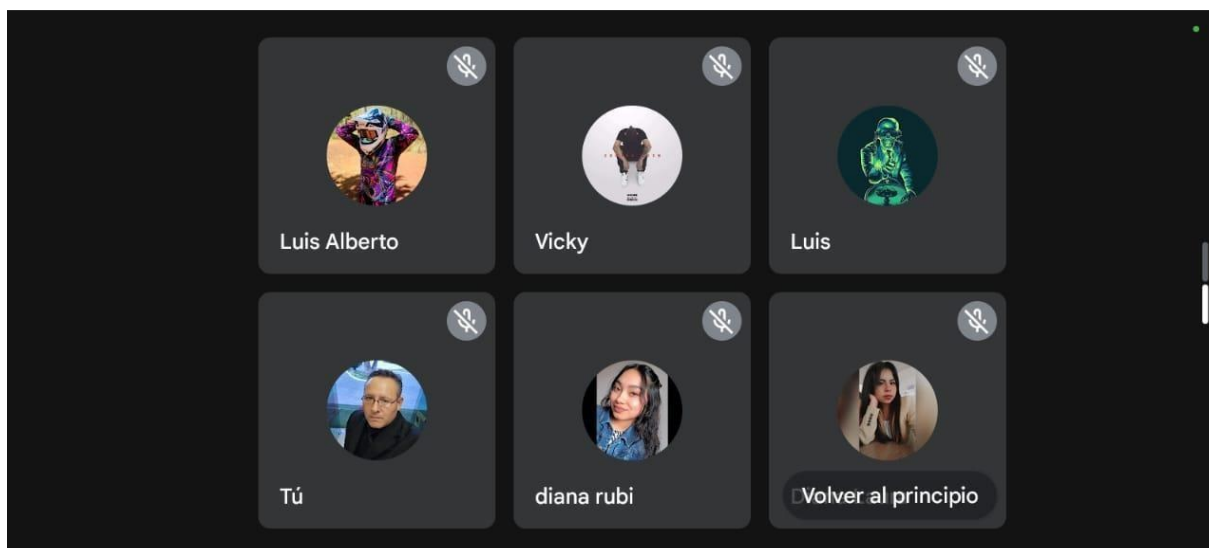 Luis Alberto
Vicky
Luis
Tú
diana rubi
Volver al principio